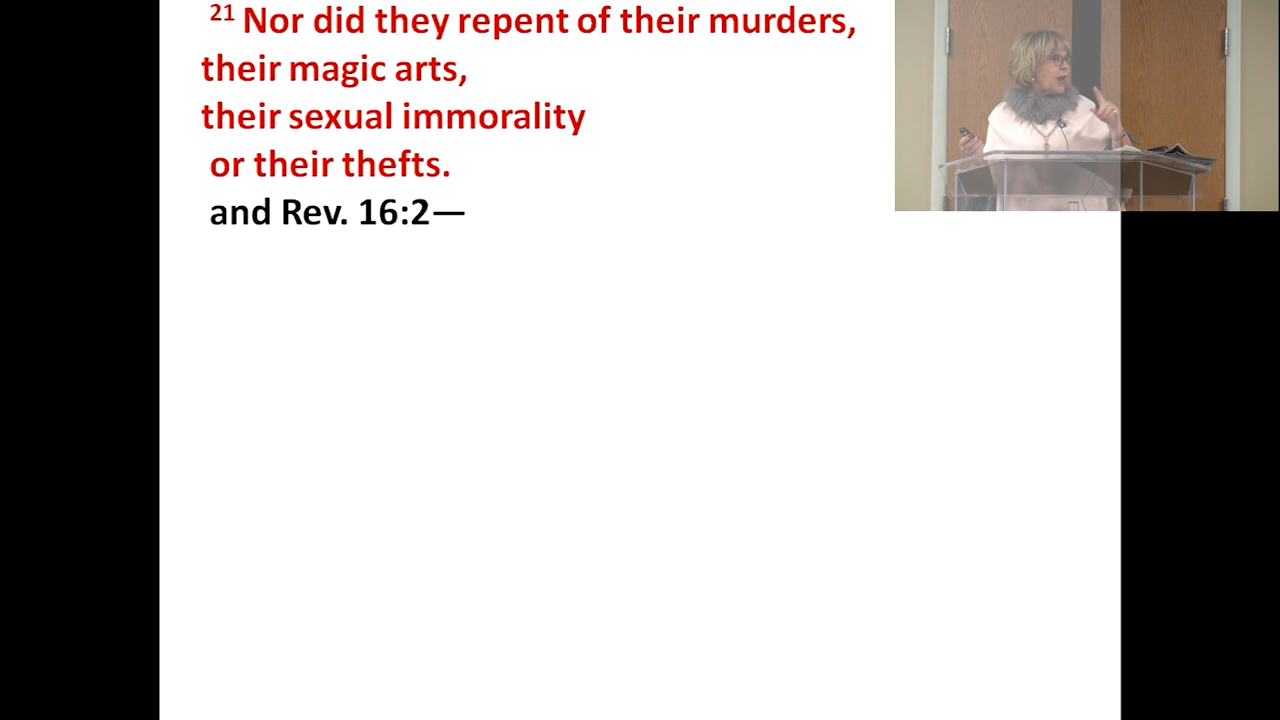 21 Nor did they repent of their murders,
their magic arts,
their sexual immorality
or their thefts.
and Rev. 16:2—